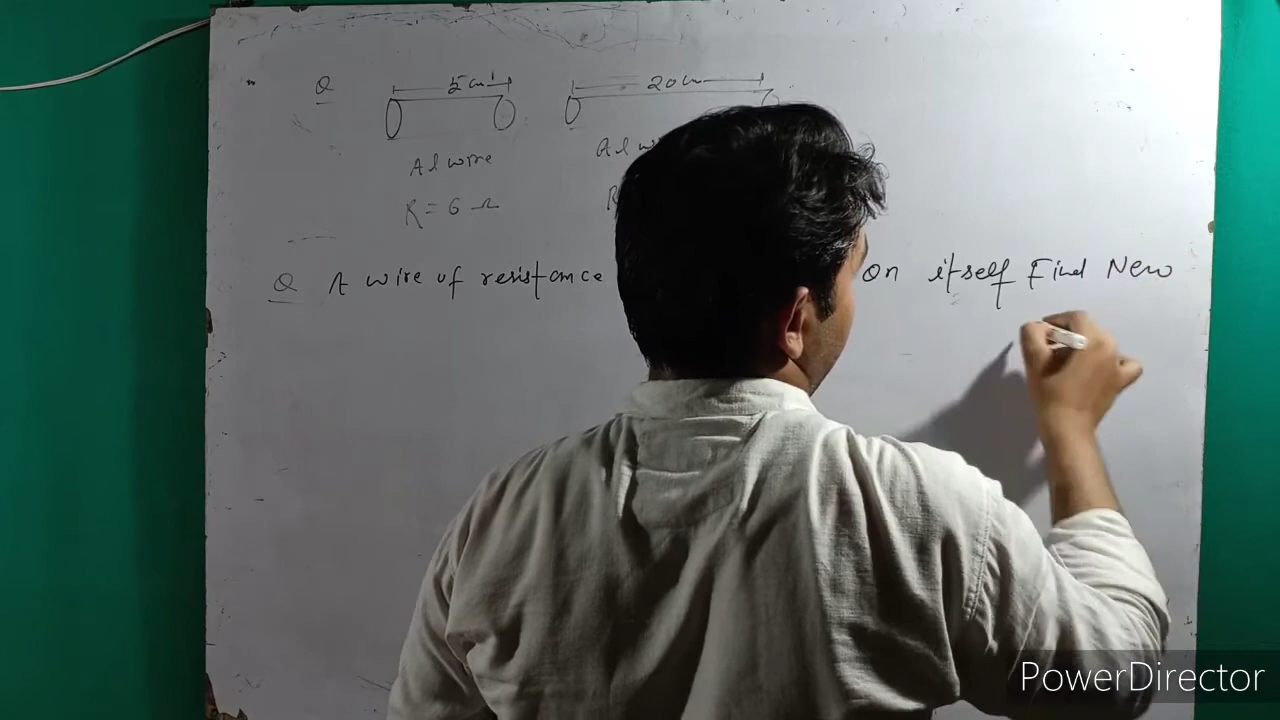 Q 5 cm 20 cm
Al wire Al w
R = 6 Ω R
Q A wire of resistance on itself Find New
PowerDirector